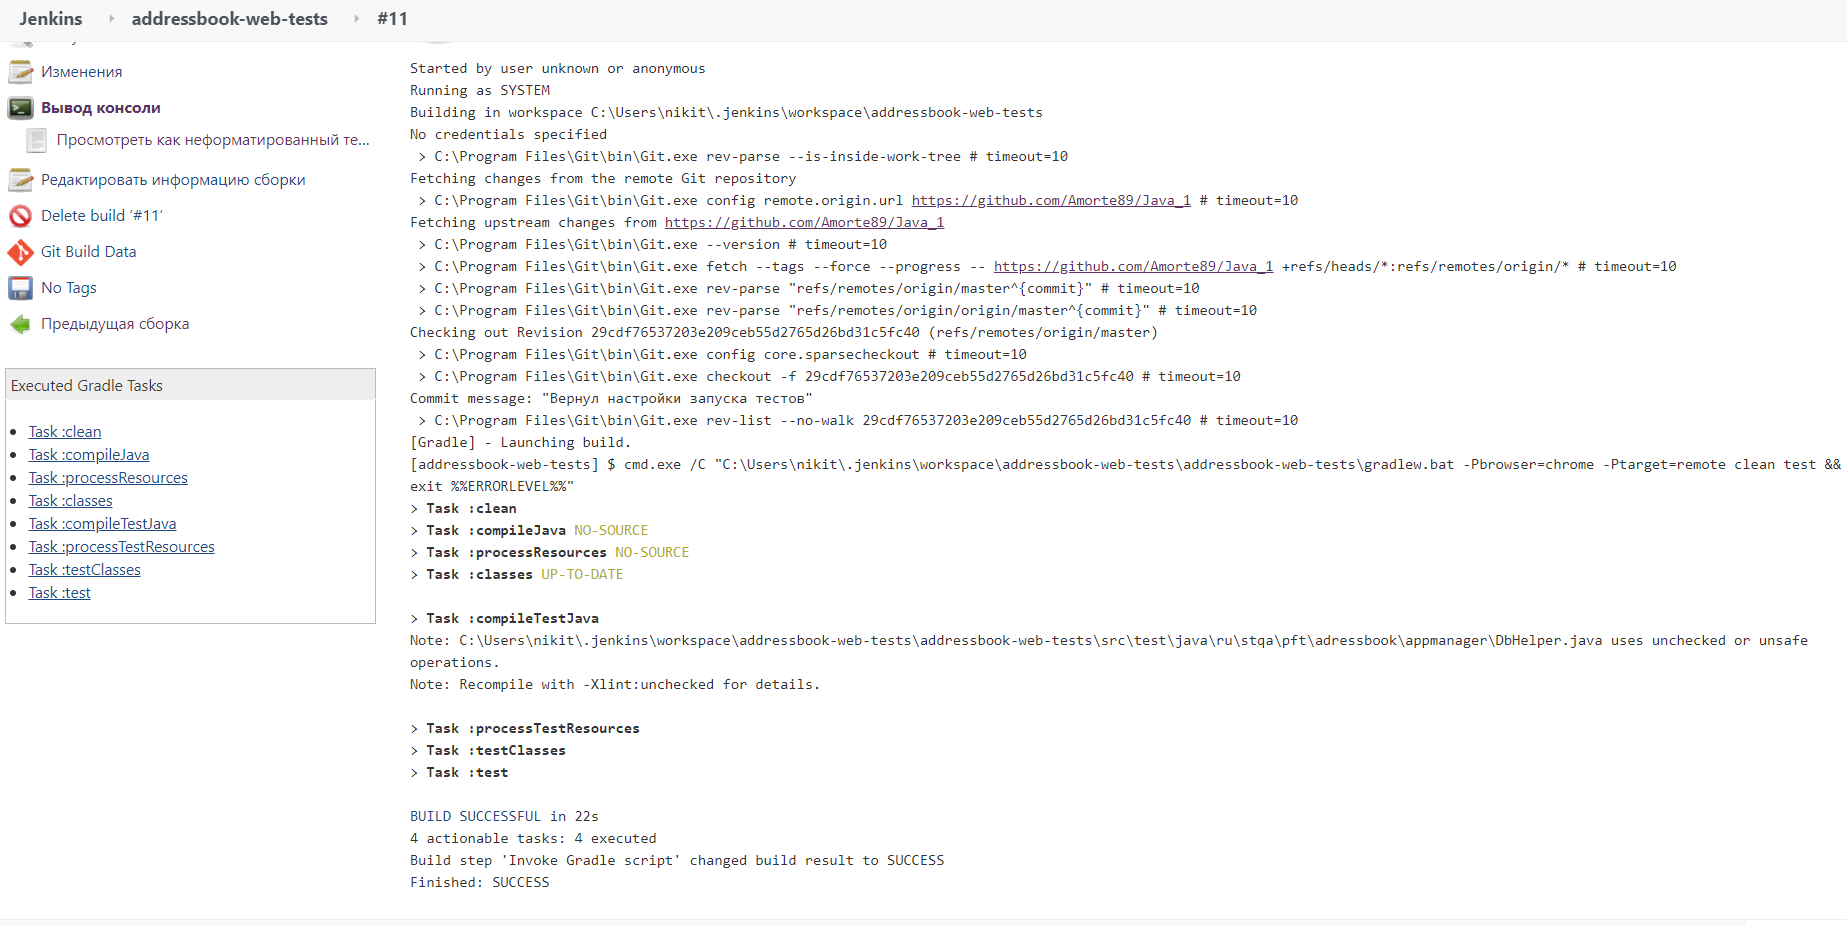 Jenkins
addressbook-web-tests
#11
Изменения
Вывод консоли
Просмотреть как неформатированный те...
Редактировать информацию сборки
Delete build ‘#11’
Git Build Data
No Tags
Предыдущая сборка
Executed Gradle Tasks
Task :clean
Task :compileJava
Task :processResources
Task :classes
Task :compileTestJava
Task :processTestResources
Task :testClasses
Task :test
Started by user unknown or anonymous
Running as SYSTEM
Building in workspace C:\Users\nikit\.jenkins\workspace\addressbook-web-tests
No credentials specified
> C:\Program Files\Git\bin\Git.exe rev-parse --is-inside-work-tree # timeout=10
Fetching changes from the remote Git repository
> C:\Program Files\Git\bin\Git.exe config remote.origin.url https://github.com/Amorte89/Java_1 # timeout=10
Fetching upstream changes from https://github.com/Amorte89/Java_1
> C:\Program Files\Git\bin\Git.exe --version # timeout=10
> C:\Program Files\Git\bin\Git.exe fetch --tags --force --progress -- https://github.com/Amorte89/Java_1 +refs/heads/*:refs/remotes/origin/* # timeout=10
> C:\Program Files\Git\bin\Git.exe rev-parse "refs/remotes/origin/master^{commit}" # timeout=10
> C:\Program Files\Git\bin\Git.exe rev-parse "refs/remotes/origin/origin/master^{commit}" # timeout=10
Checking out Revision 29cdf76537203e209ceb55d2765d26bd31c5fc40 (refs/remotes/origin/master)
> C:\Program Files\Git\bin\Git.exe config core.sparsecheckout # timeout=10
> C:\Program Files\Git\bin\Git.exe checkout -f 29cdf76537203e209ceb55d2765d26bd31c5fc40 # timeout=10
Commit message: "Вернул настройки запуска тестов"
> C:\Program Files\Git\bin\Git.exe rev-list --no-walk 29cdf76537203e209ceb55d2765d26bd31c5fc40 # timeout=10
[Gradle] - Launching build.
[addressbook-web-tests] $ cmd.exe /C "C:\Users\nikit\.jenkins\workspace\addressbook-web-tests\addressbook-web-tests\gradlew.bat -Pbrowser=chrome -Ptarget=remote clean test &&
exit %%ERRORLEVEL%%"
> Task :clean
> Task :compileJava NO-SOURCE
> Task :processResources NO-SOURCE
> Task :classes UP-TO-DATE
> Task :compileTestJava
Note: C:\Users\nikit\.jenkins\workspace\addressbook-web-tests\addressbook-web-tests\src\test\java\ru\stqa\pft\adressbook\appmanager\DbHelper.java uses unchecked or unsafe
operations.
Note: Recompile with -Xlint:unchecked for details.
> Task :processTestResources
> Task :testClasses
> Task :test
BUILD SUCCESSFUL in 22s
4 actionable tasks: 4 executed
Build step 'Invoke Gradle script' changed build result to SUCCESS
Finished: SUCCESS